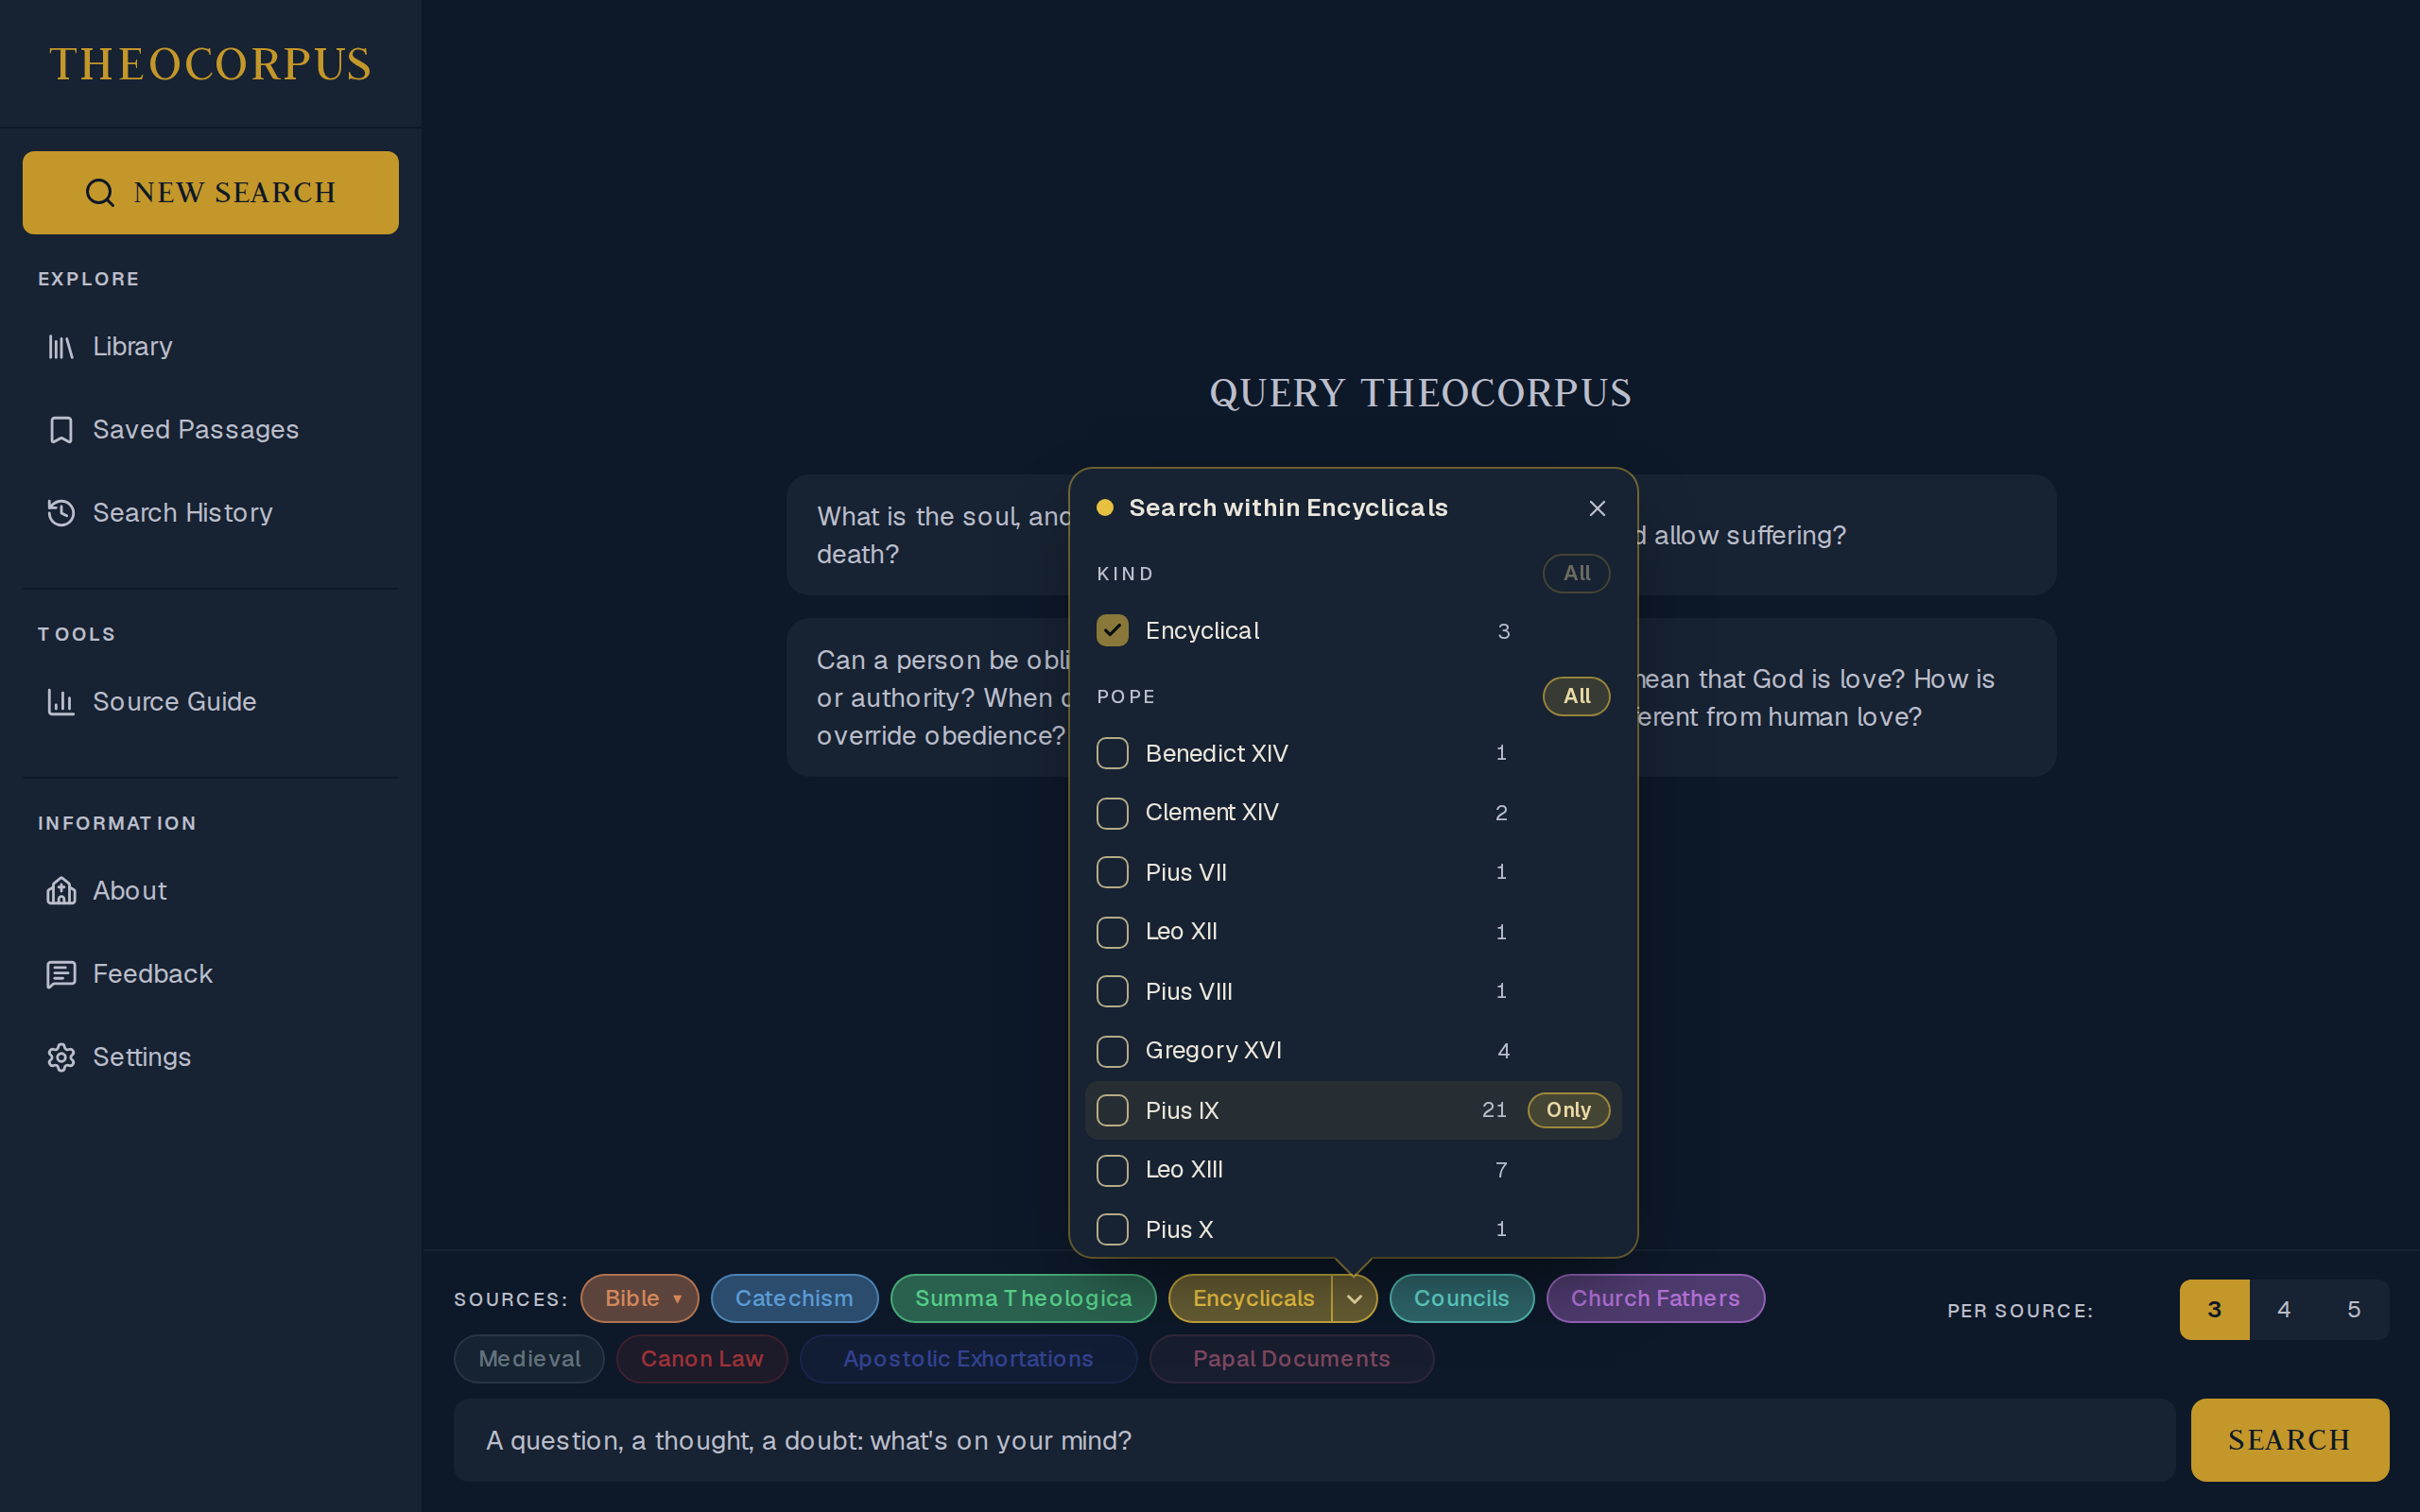 THEOCORPUS
NEW SEARCH
EXPLORE
Library
Saved Passages
Search History
TOOLS
Source Guide
INFORMATION
About
Feedback
Settings
QUERY THEOCORPUS
What is the soul, and
death?
d allow suffering?
Can a person be obli
or authority? When
override obedience?
mean that God is love? How is
ferent from human love?
Search within Encyclicals
KIND All
Encyclical 3
POPE All
Benedict XIV 1
Clement XIV 2
Pius VII 1
Leo XII 1
Pius VIII 1
Gregory XVI 4
Pius IX 21 Only
Leo XIII 7
Pius X 1
SOURCES: Bible ▾ Catechism Summa Theologica Encyclicals Councils Church Fathers
Medieval Canon Law Apostolic Exhortations Papal Documents
PER SOURCE: 3 4 5
A question, a thought, a doubt: what's on your mind?
SEARCH